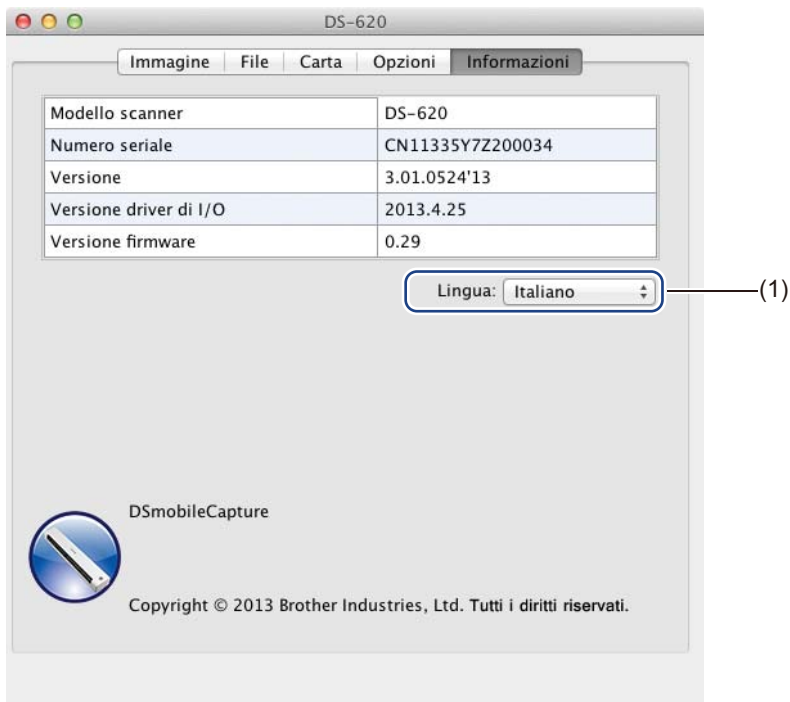 DS-620
Immagine File Carta Opzioni Informazioni
Modello scanner DS-620
Numero seriale CN11335Y7Z200034
Versione 3.01.0524'13
Versione driver di I/O 2013.4.25
Versione firmware 0.29
Lingua: Italiano (1)
DSmobileCapture
Copyright © 2013 Brother Industries, Ltd. Tutti i diritti riservati.